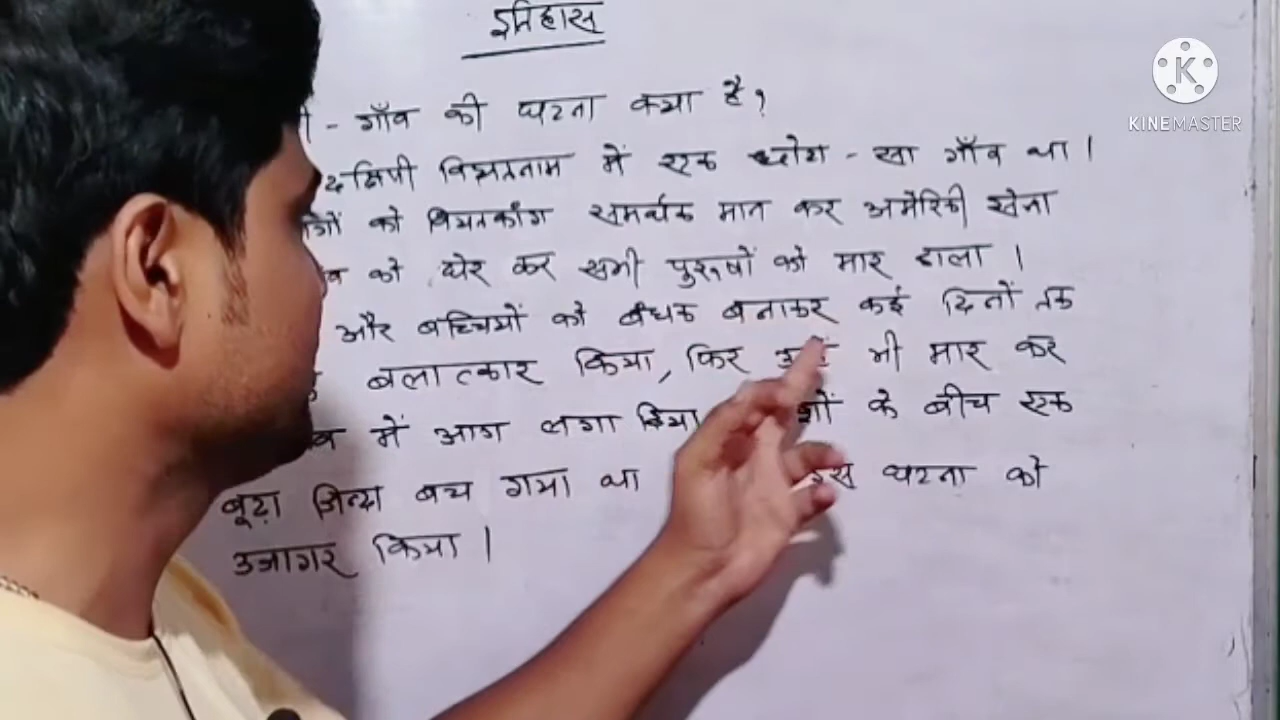 इतिहास
- गाँव की घटना क्या है?
दक्षिणी वियतनाम में एक छोटा - सा गाँव था।
को वियतकांग समर्थक मान कर अमेरिकी सेना
को घेर कर सभी पुरूषों को मार डाला।
और बच्चियों को बंधक बनाकर कई दिनों तक
बलात्कार किया, फिर भी मार कर
में आग लगा दिया के बीच एक
बूढ़ा जिन्दा बच गया था इस घटना को
उजागर किया।
KINEMASTER